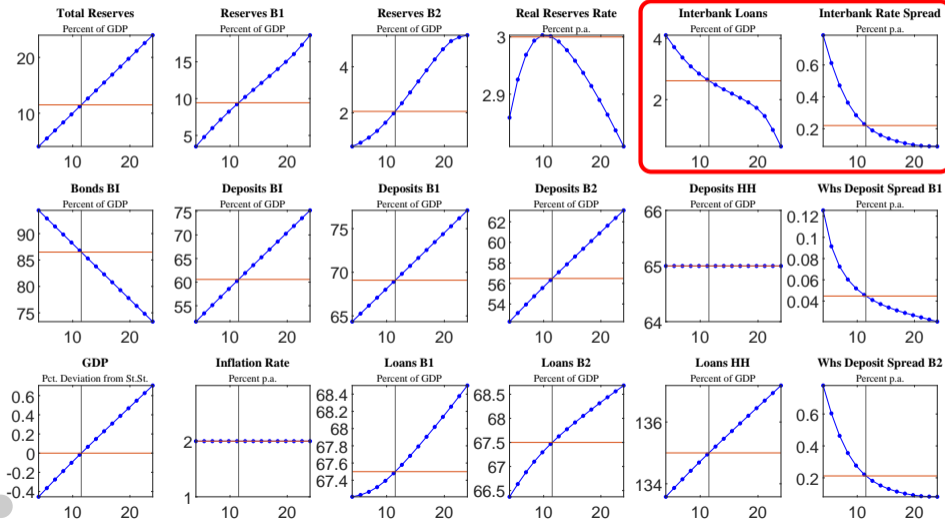 Total Reserves Reserves B1 Reserves B2 Real Reserves Rate Interbank Loans Interbank Rate Spread
Percent of GDP Percent of GDP Percent of GDP Percent p.a. Percent of GDP Percent p.a.
20 15 4 3 4 0.6
10 10 2 2.9 2 0.4
5 0.2
10 20 10 20 10 20 10 20 10 20 10 20
Bonds BI Deposits BI Deposits B1 Deposits B2 Deposits HH Whs Deposit Spread B1
Percent of GDP Percent of GDP Percent of GDP Percent of GDP Percent of GDP Percent p.a.
90 75 75 62 66 0.12
85 70 70 60 65 0.1
80 65 65 58 64 0.08
75 60 56 0.06
55 54 0.04
10 20 10 20 10 20 10 20 10 20 10 20
GDP Inflation Rate Loans B1 Loans B2 Loans HH Whs Deposit Spread B2
Pct. Deviation from St.St. Percent p.a. Percent of GDP Percent of GDP Percent of GDP Percent p.a.
0.6 2 68.4 68.5 136 0.6
0.4 1 68.2 68 134 0.4
0.2 68 67.5 0.2
0 67.8 67
-0.2 67.6 66.5
-0.4 67.4
10 20 10 20 10 20 10 20 10 20 10 20